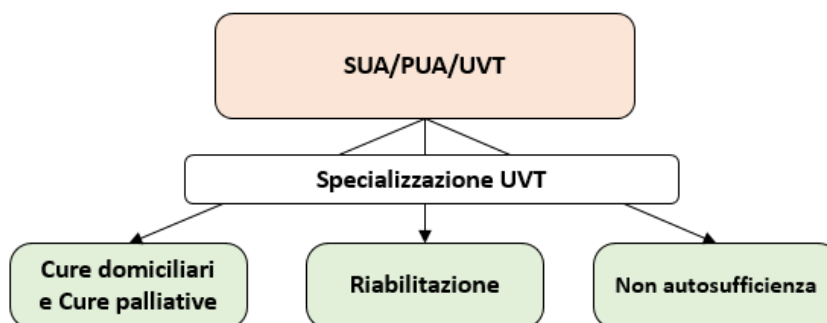 SUA/PUA/UVT
Specializzazione UVT
Cure domiciliari
e Cure palliative
Riabilitazione
Non autosufficienza